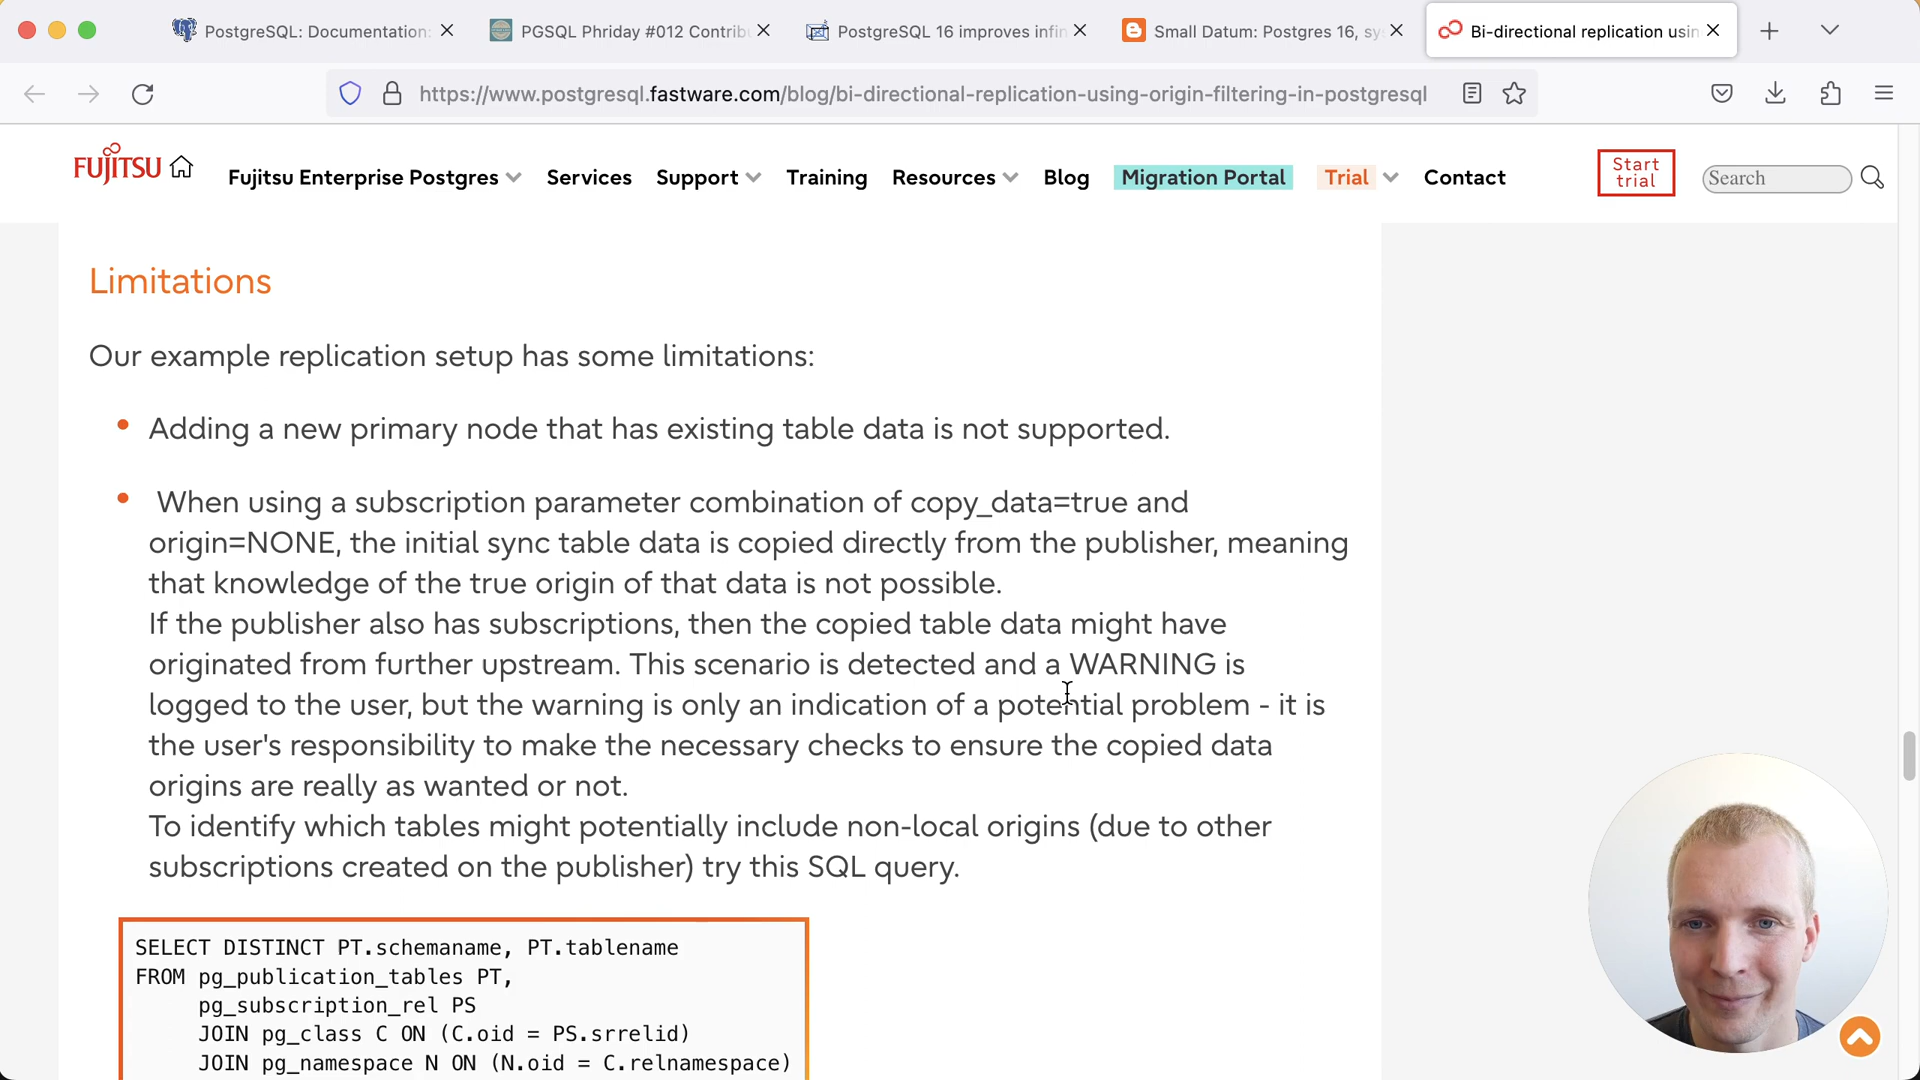 PostgreSQL: Documentation:
PGSQL Phriday #012 Contrib
PostgreSQL 16 improves infin
Small Datum: Postgres 16, sy
Bi-directional replication usin
https://www.postgresql.fastware.com/blog/bi-directional-replication-using-origin-filtering-in-postgresql
FUJITSU
Fujitsu Enterprise Postgres
Services
Support
Training
Resources
Blog
Migration Portal
Trial
Contact
Start
trial
Search
Limitations
Our example replication setup has some limitations:
• Adding a new primary node that has existing table data is not supported.
• When using a subscription parameter combination of copy_data=true and
origin=NONE, the initial sync table data is copied directly from the publisher, meaning
that knowledge of the true origin of that data is not possible.
If the publisher also has subscriptions, then the copied table data might have
originated from further upstream. This scenario is detected and a WARNING is
logged to the user, but the warning is only an indication of a potential problem - it is
the user's responsibility to make the necessary checks to ensure the copied data
origins are really as wanted or not.
To identify which tables might potentially include non-local origins (due to other
subscriptions created on the publisher) try this SQL query.
SELECT DISTINCT PT.schemaname, PT.tablename
FROM pg_publication_tables PT,
pg_subscription_rel PS
JOIN pg_class C ON (C.oid = PS.srrelid)
JOIN pg_namespace N ON (N.oid = C.relnamespace)